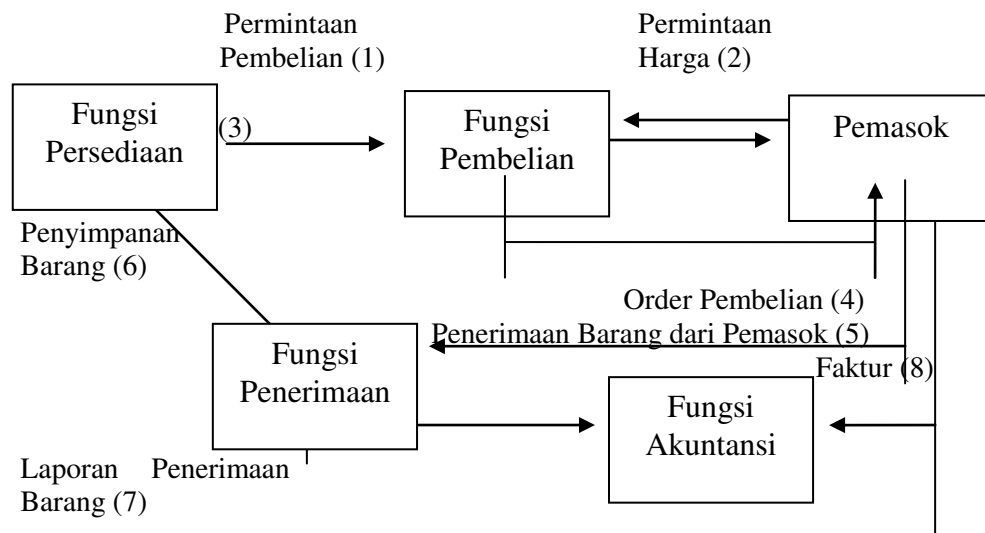 Permintaan
Pembelian (1)
Permintaan
Harga (2)
Fungsi
Persediaan
(3)
Fungsi
Pembelian
Pemasok
Penyimpanan
Barang (6)
Order Pembelian (4)
Penerimaan Barang dari Pemasok (5)
Faktur (8)
Fungsi
Penerimaan
Fungsi
Akuntansi
Laporan Penerimaan
Barang (7)